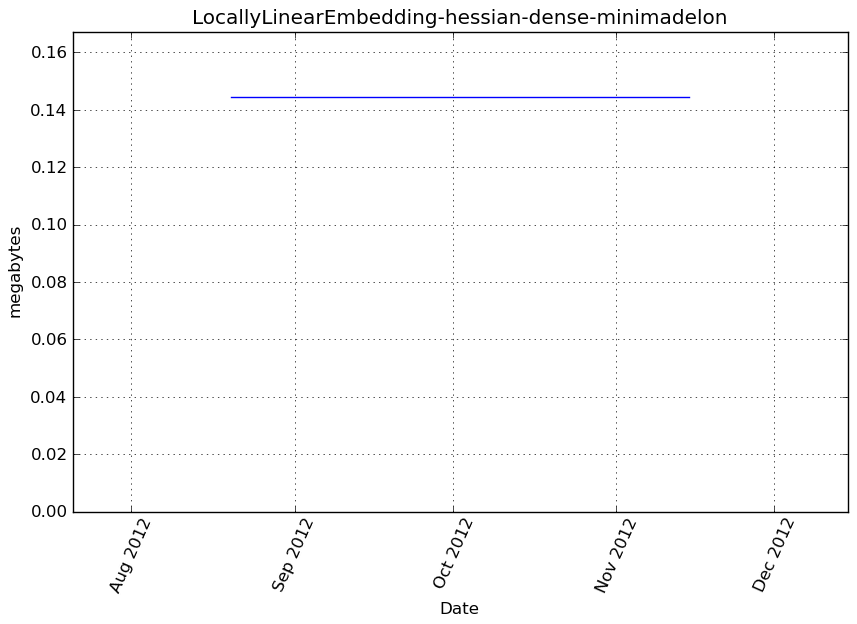 LocallyLinearEmbedding-hessian-dense-minimadelon
0.16
0.14
0.12
0.10
0.08
0.06
0.04
0.02
0.00
megabytes
Aug 2012
Sep 2012
Oct 2012
Nov 2012
Dec 2012
Date